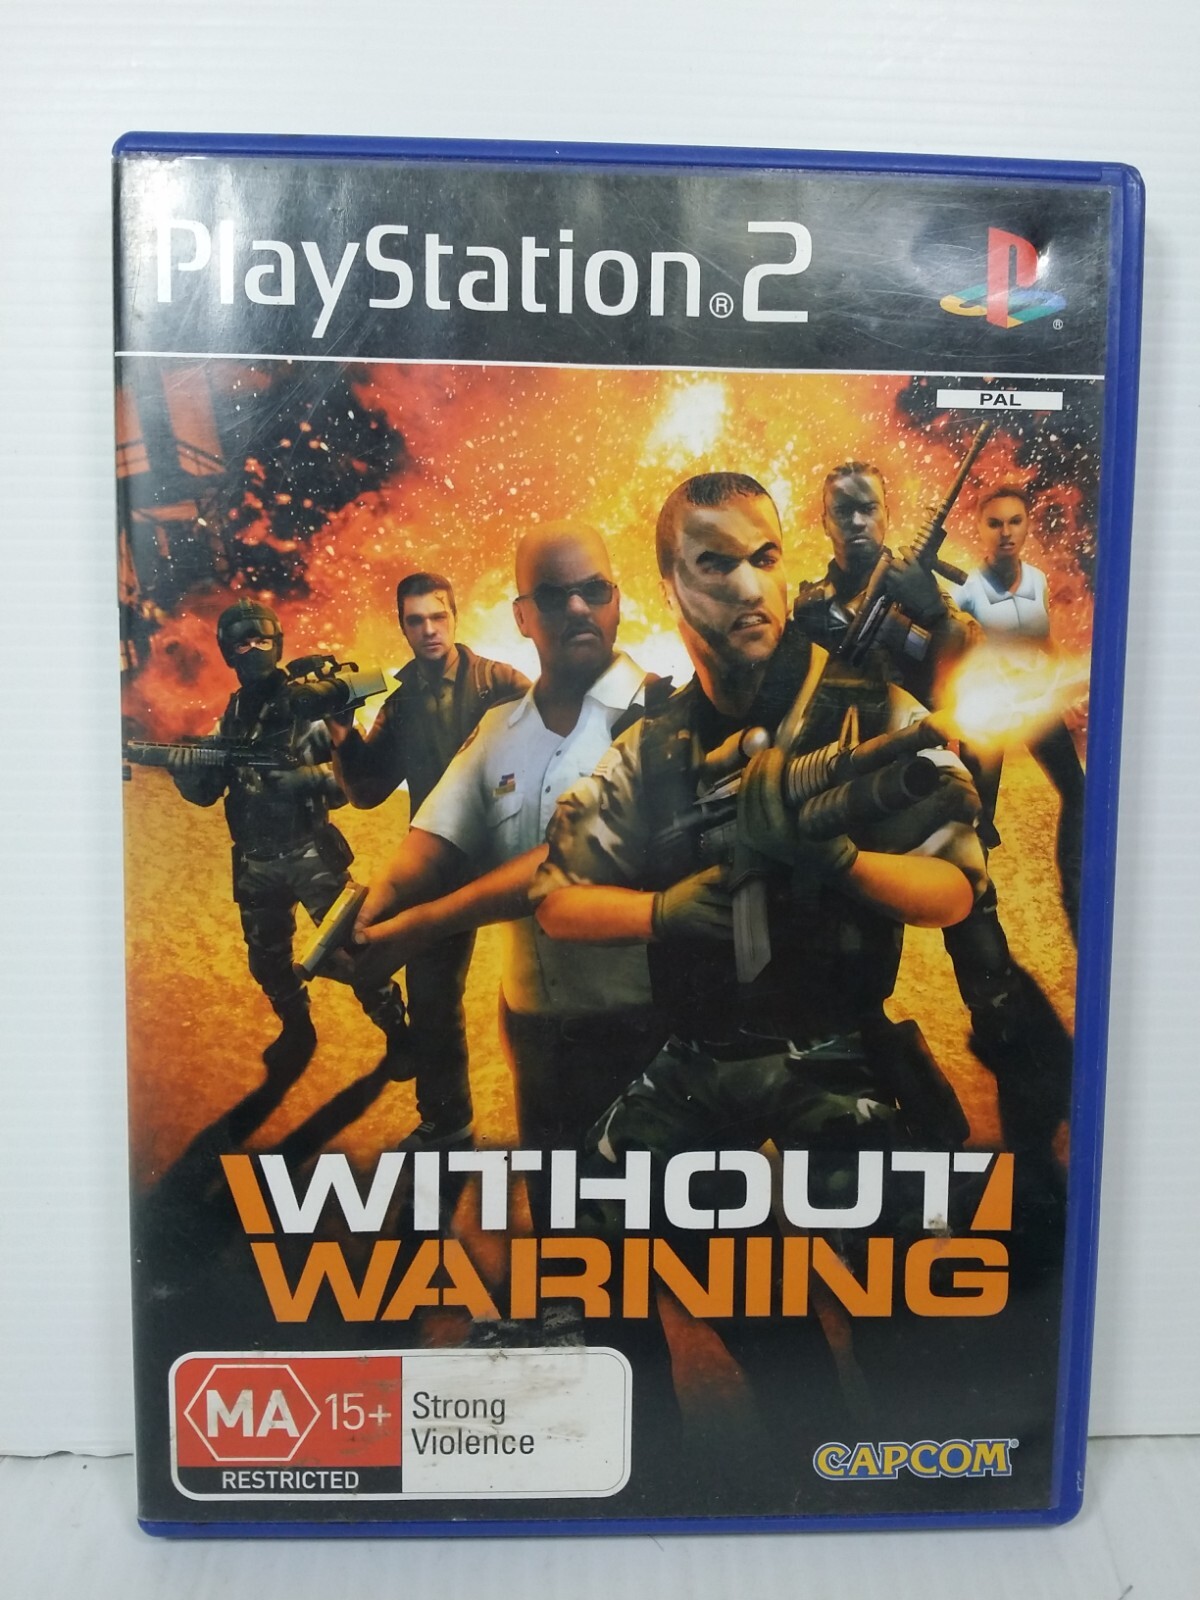 PlayStation®2
®
PAL
WITHOUT
WARNING
MA 15+
RESTRICTED
Strong
Violence
CAPCOM®